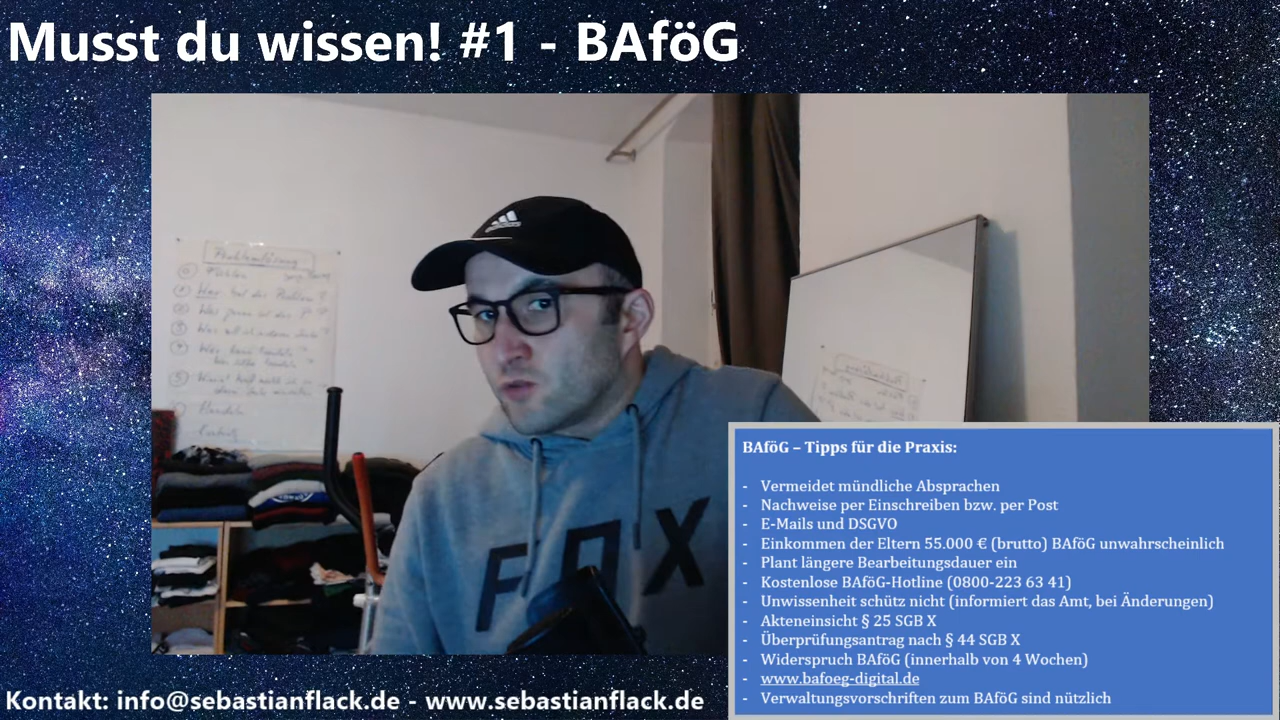 Musst du wissen! #1 - BAföG
adidas
Problemlösung
FOX
BAföG – Tipps für die Praxis:
- Vermeidet mündliche Absprachen
- Nachweise per Einschreiben bzw. per Post
- E-Mails und DSGVO
- Einkommen der Eltern 55.000 € (brutto) BAföG unwahrscheinlich
- Plant längere Bearbeitungsdauer ein
- Kostenlose BAföG-Hotline (0800-223 63 41)
- Unwissenheit schütz nicht (informiert das Amt, bei Änderungen)
- Akteneinsicht § 25 SGB X
- Überprüfungsantrag nach § 44 SGB X
- Widerspruch BAföG (innerhalb von 4 Wochen)
- www.bafoeg-digital.de
- Verwaltungsvorschriften zum BAföG sind nützlich
Kontakt: info@sebastianflack.de - www.sebastianflack.de